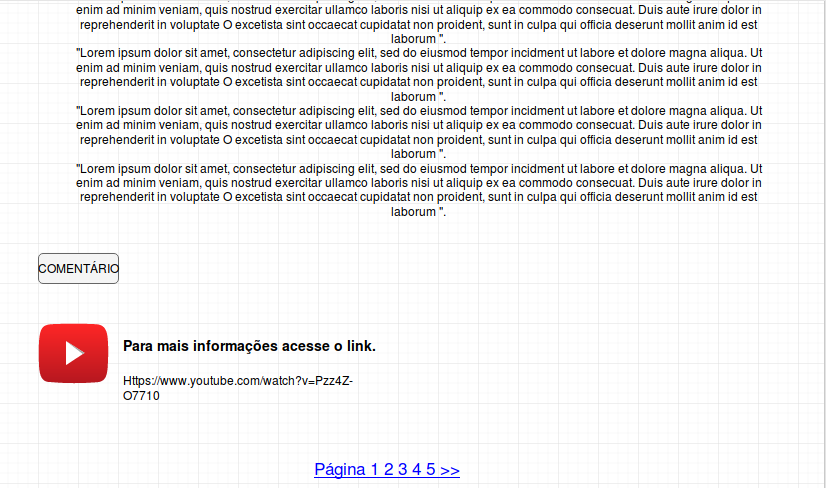 enim ad minim veniam, quis nostrud exercitar ullamco laboris nisi ut aliquip ex ea commodo consecuat. Duis aute irure dolor in
reprehenderit in voluptate O excetista sint occaecat cupidatat non proident, sunt in culpa qui officia deserunt mollit anim id est
laborum ".
"Lorem ipsum dolor sit amet, consectetur adipiscing elit, sed do eiusmod tempor incidment ut labore et dolore magna aliqua. Ut
enim ad minim veniam, quis nostrud exercitar ullamco laboris nisi ut aliquip ex ea commodo consecuat. Duis aute irure dolor in
reprehenderit in voluptate O excetista sint occaecat cupidatat non proident, sunt in culpa qui officia deserunt mollit anim id est
laborum ".
"Lorem ipsum dolor sit amet, consectetur adipiscing elit, sed do eiusmod tempor incidment ut labore et dolore magna aliqua. Ut
enim ad minim veniam, quis nostrud exercitar ullamco laboris nisi ut aliquip ex ea commodo consecuat. Duis aute irure dolor in
reprehenderit in voluptate O excetista sint occaecat cupidatat non proident, sunt in culpa qui officia deserunt mollit anim id est
laborum ".
"Lorem ipsum dolor sit amet, consectetur adipiscing elit, sed do eiusmod tempor incidment ut labore et dolore magna aliqua. Ut
enim ad minim veniam, quis nostrud exercitar ullamco laboris nisi ut aliquip ex ea commodo consecuat. Duis aute irure dolor in
reprehenderit in voluptate O excetista sint occaecat cupidatat non proident, sunt in culpa qui officia deserunt mollit anim id est
laborum ".
COMENTÁRIO
Para mais informações acesse o link.
Https://www.youtube.com/watch?v=Pzz4Z-
O7710
Página 1 2 3 4 5 >>